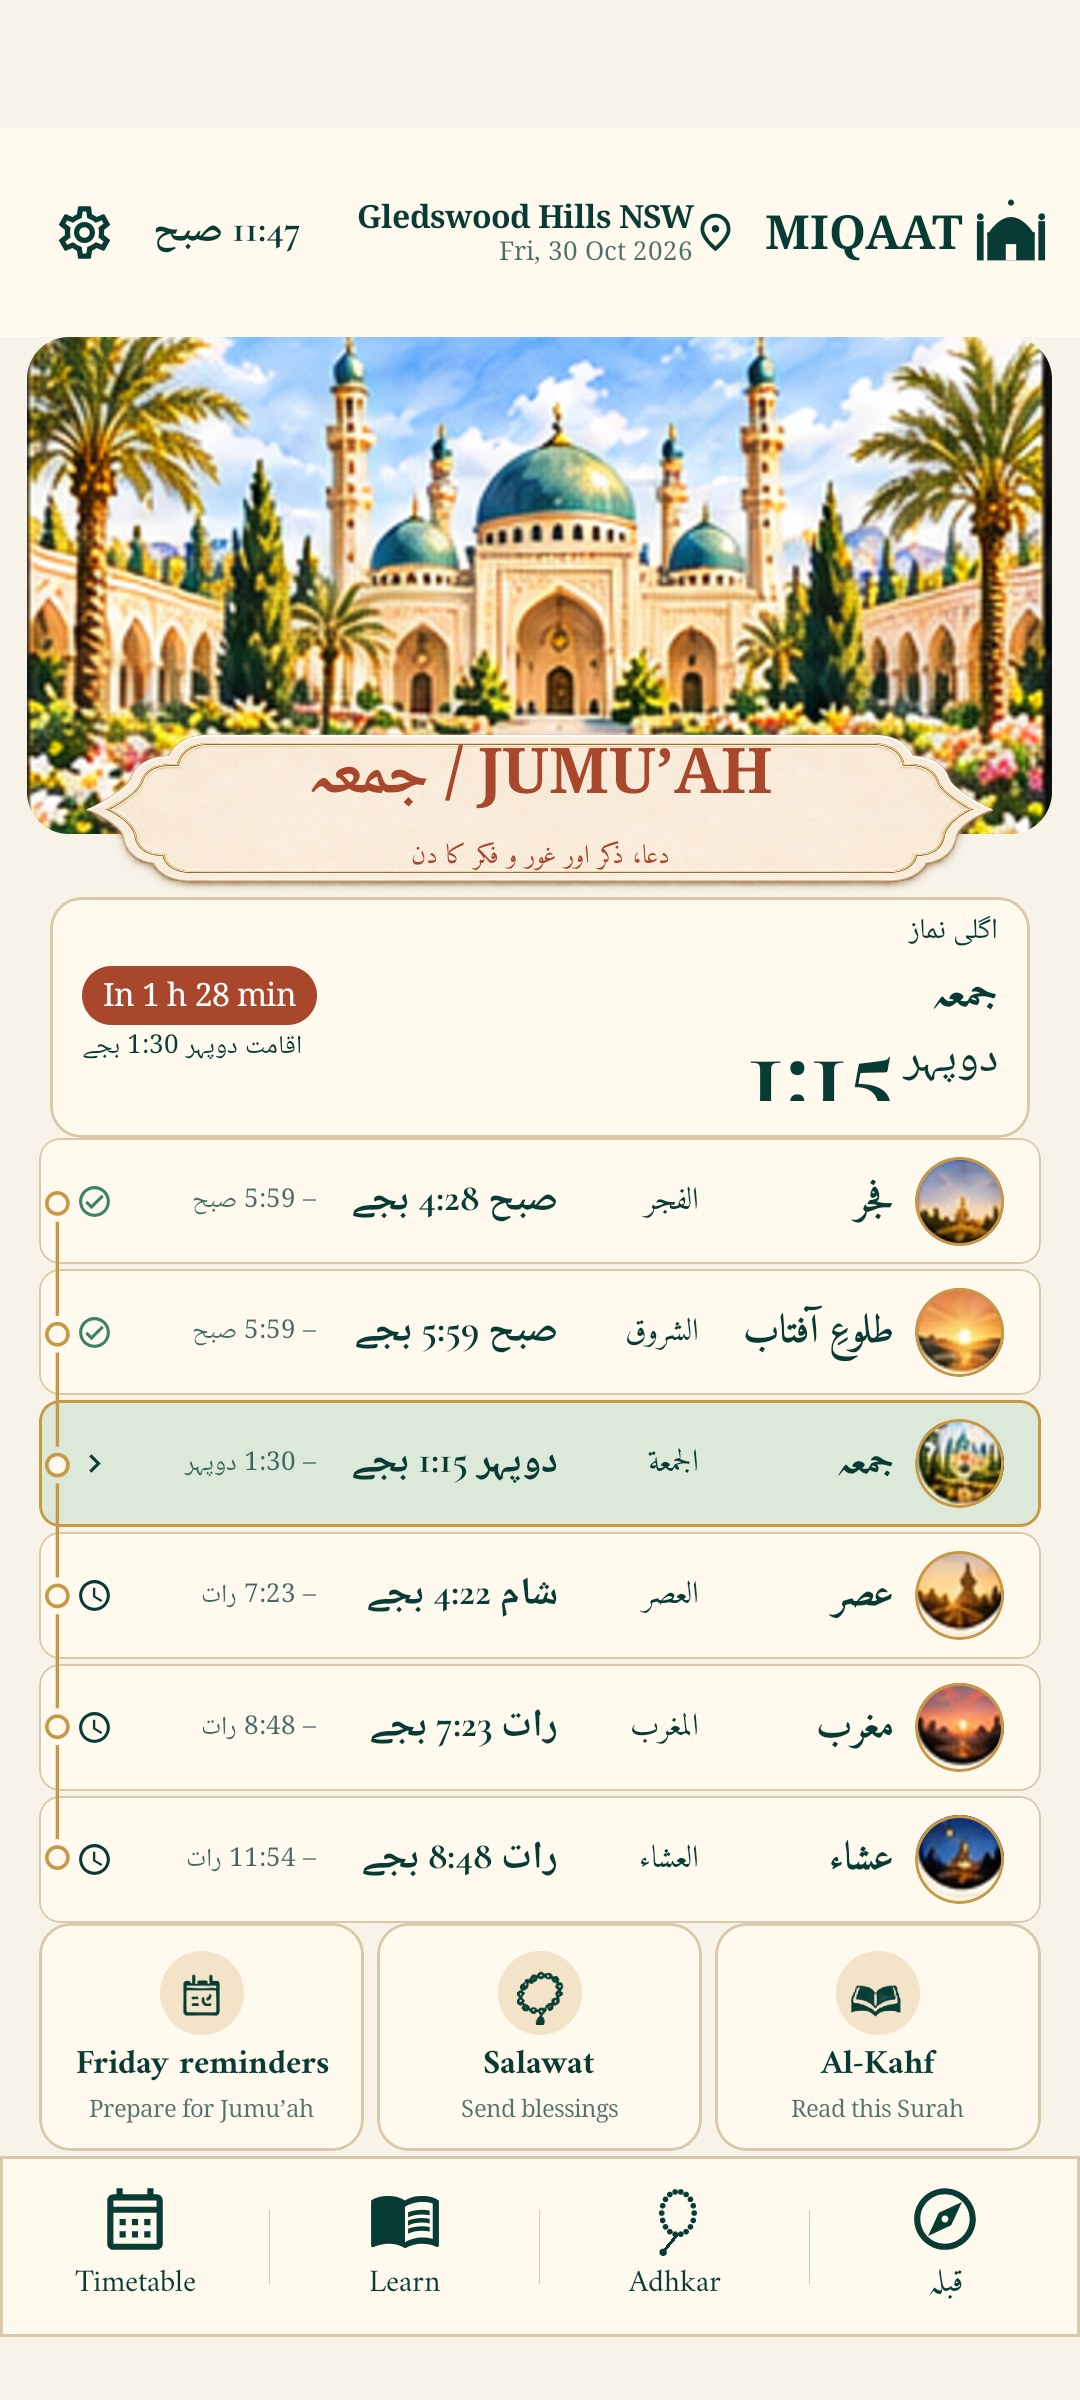 MIQAAT
Gledswood Hills NSW
Fri, 30 Oct 2026
11:47 صبح
جمعہ / JUMU’AH
دعا، ذکر اور غور و فکر کا دن
اگلی نماز
جمعہ
دوپہر 1:15
In 1 h 28 min
اقامت دوپہر 1:30 بجے
فجر الفجر صبح 4:28 بجے – 5:59 صبح
طلوعِ آفتاب الشروق صبح 5:59 بجے – 5:59 صبح
جمعہ الجمعة دوپہر 1:15 بجے – 1:30 دوپہر
عصر العصر شام 4:22 بجے – 7:23 رات
مغرب المغرب رات 7:23 بجے – 8:48 رات
عشاء العشاء رات 8:48 بجے – 11:54 رات
Friday reminders
Prepare for Jumu’ah
Salawat
Send blessings
Al-Kahf
Read this Surah
Timetable
Learn
Adhkar
قبلہ